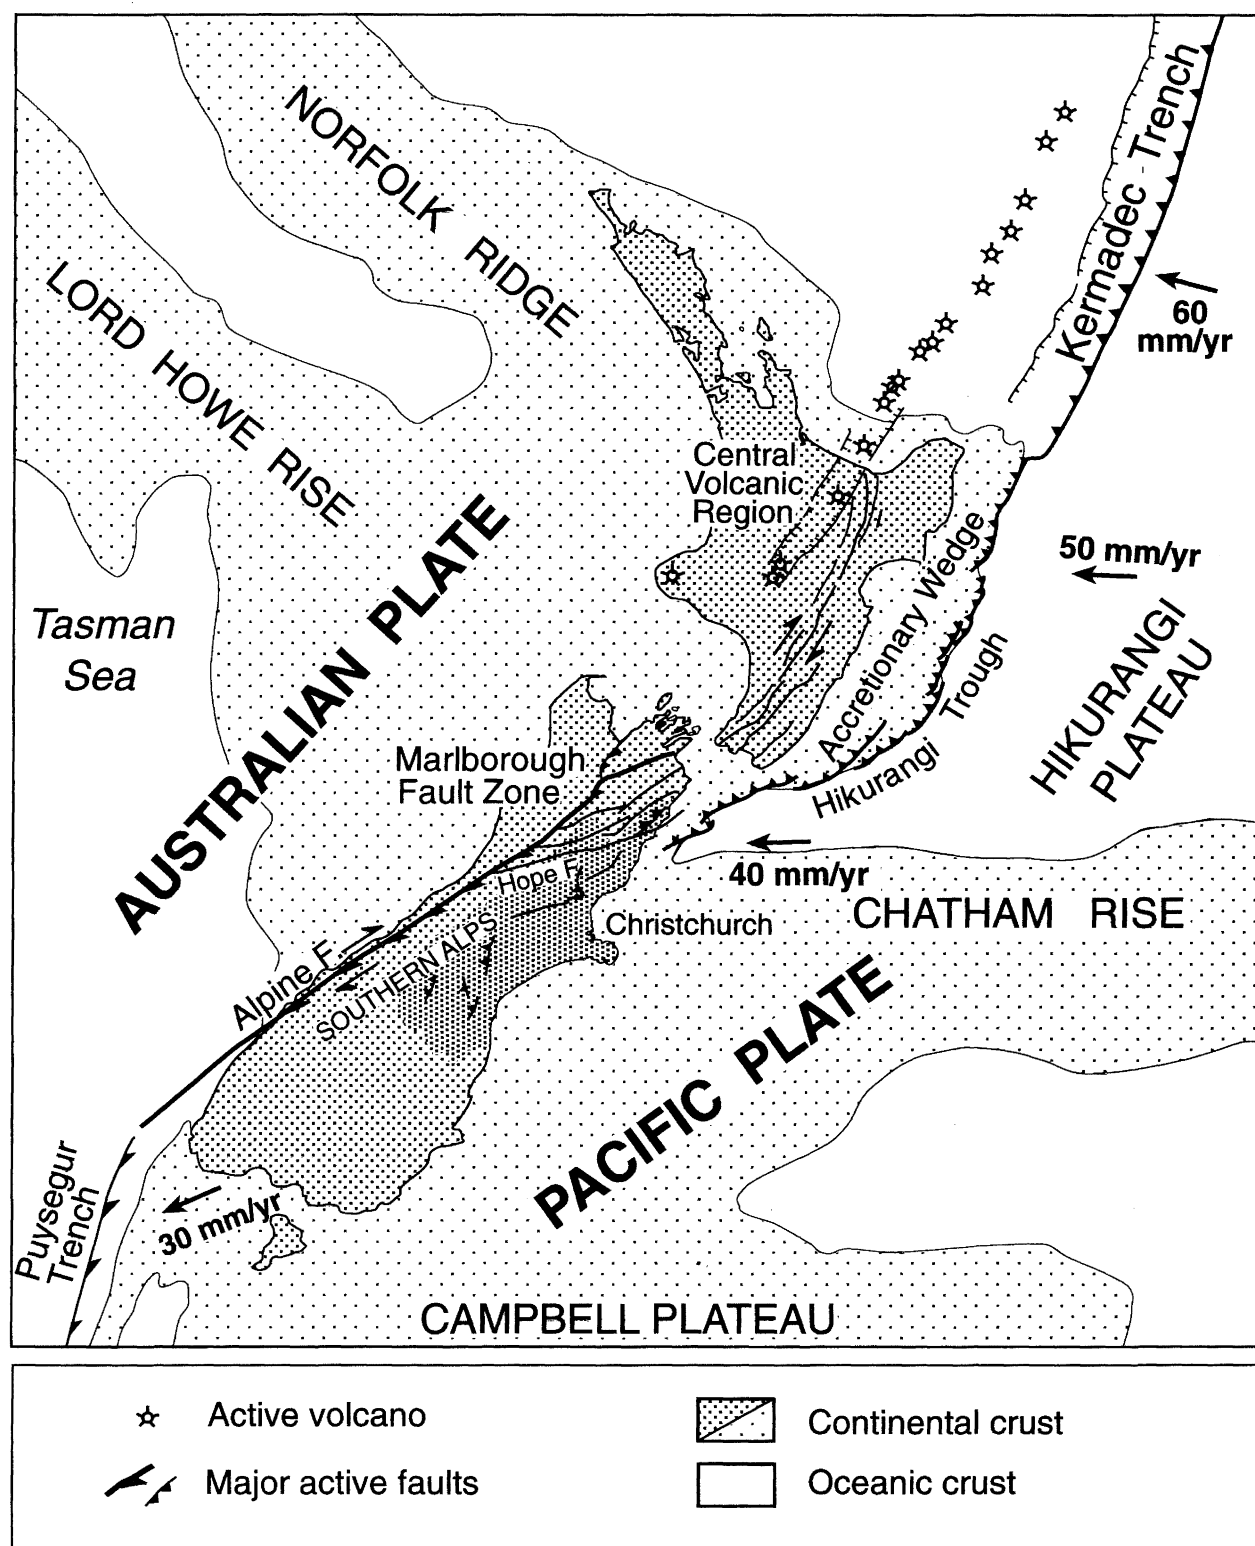 NORFOLK RIDGE
Kermadec Trench
LORD HOWE RISE
60
mm/yr
Central
Volcanic
Region
AUSTRALIAN PLATE
50 mm/yr
Tasman
Sea
Accretionary Wedge
HIKURANGI
PLATEAU
Hikurangi Trough
Marlborough
Fault Zone
Hope F.
40 mm/yr
CHATHAM RISE
Christchurch
Alpine F.
SOUTHERN ALPS
PACIFIC PLATE
Puysegur
Trench
30 mm/yr
CAMPBELL PLATEAU
Active volcano
Continental crust
Major active faults
Oceanic crust